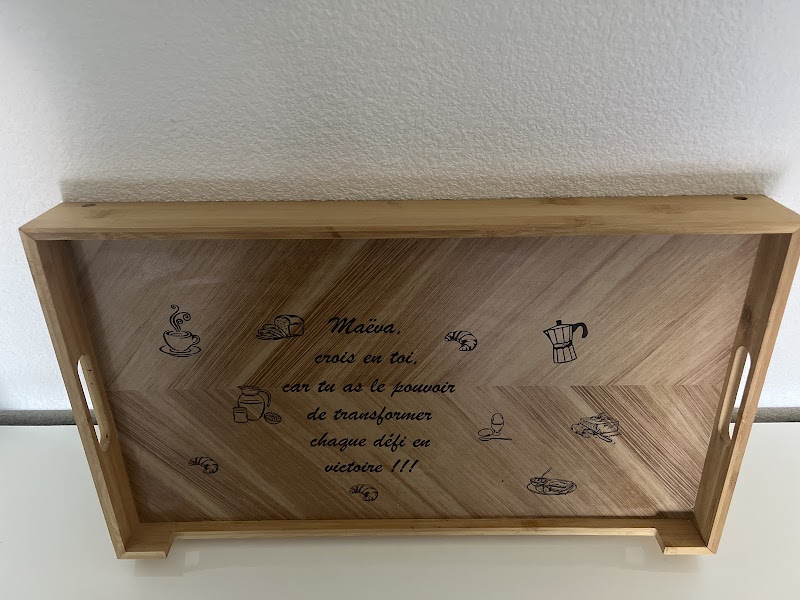 Maëva,
crois en toi,
car tu as le pouvoir
de transformer
chaque défi en
victoire !!!